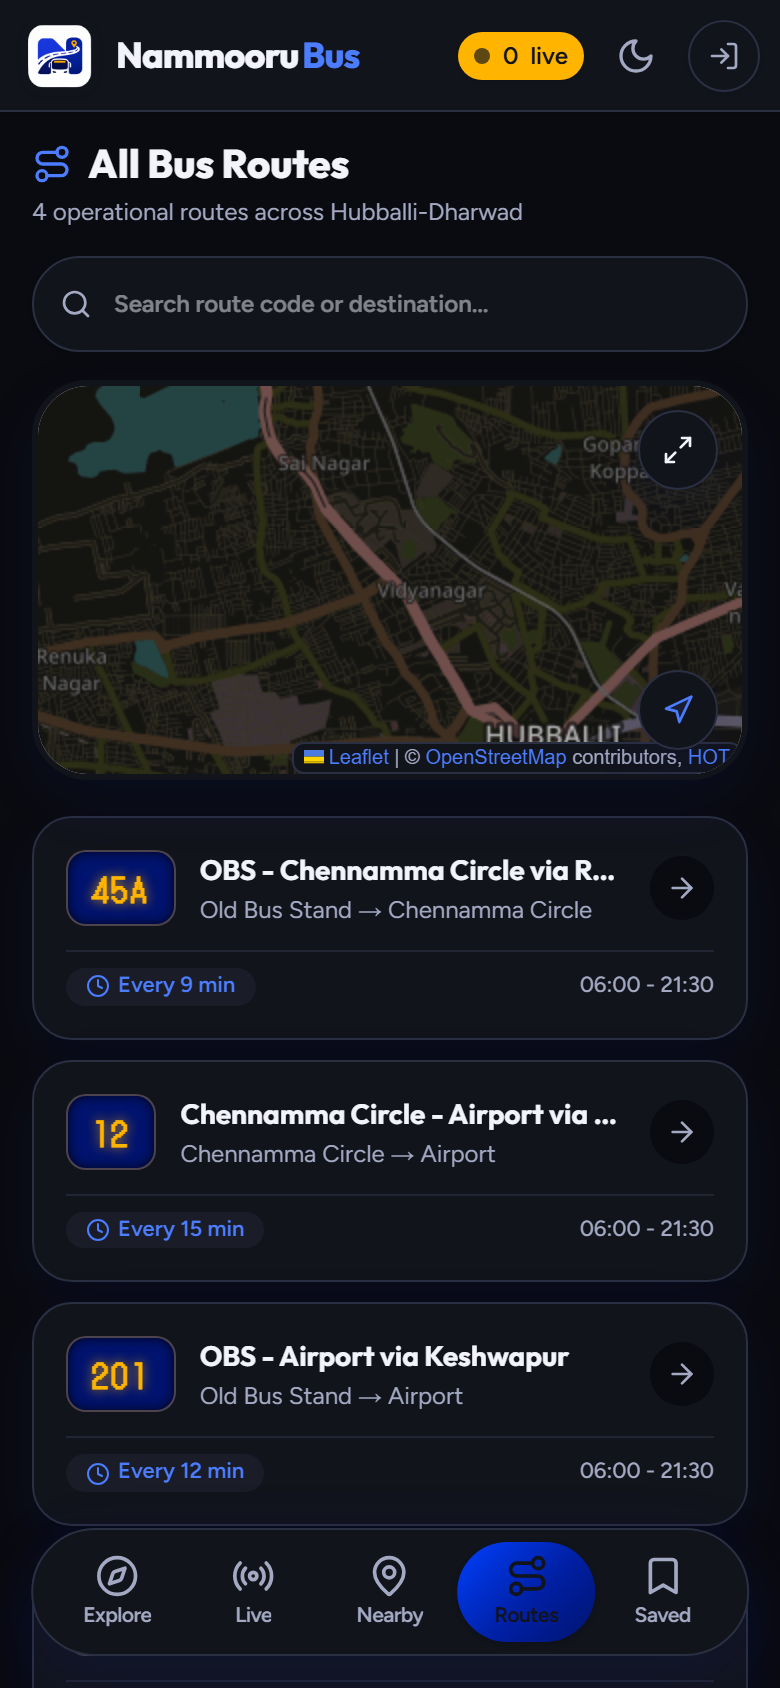 Nammooru Bus
0 live
All Bus Routes
4 operational routes across Hubballi-Dharwad
Search route code or destination...
Sai Nagar
Koppa
Vidyanagar
Renuka
Nagar
HUBBALLI
Leaflet | © OpenStreetMap contributors, HOT
45A
OBS - Chennamma Circle via R...
Old Bus Stand → Chennamma Circle
Every 9 min
06:00 - 21:30
12
Chennamma Circle - Airport via ...
Chennamma Circle → Airport
Every 15 min
06:00 - 21:30
201
OBS - Airport via Keshwapur
Old Bus Stand → Airport
Every 12 min
06:00 - 21:30
Explore
Live
Nearby
Routes
Saved